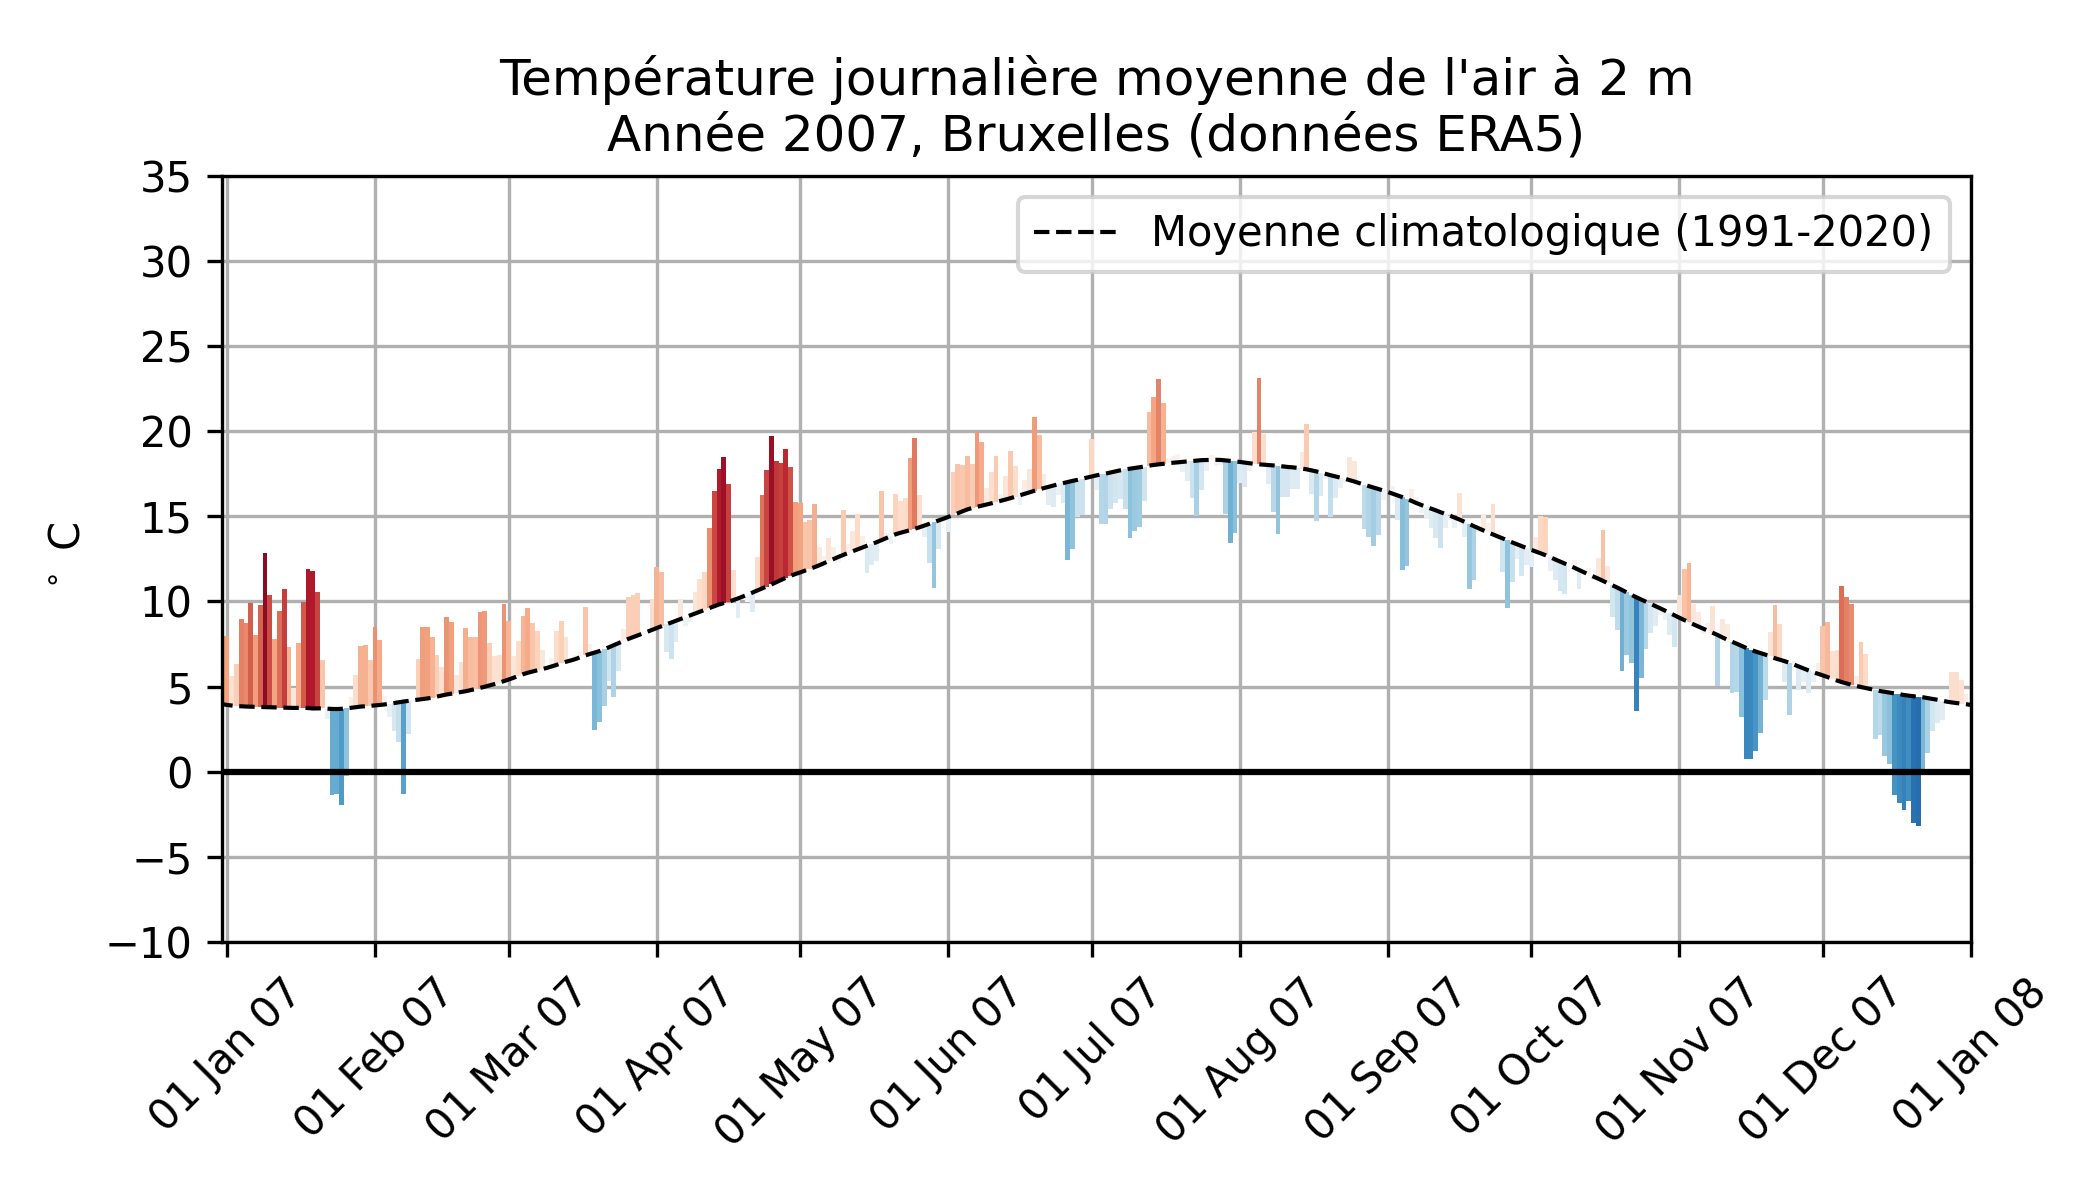 Température journalière moyenne de l'air à 2 m
Année 2007, Bruxelles (données ERA5)
Moyenne climatologique (1991-2020)
35
30
25
20
15
10
5
0
−5
−10
° C
01 Jan 07
01 Feb 07
01 Mar 07
01 Apr 07
01 May 07
01 Jun 07
01 Jul 07
01 Aug 07
01 Sep 07
01 Oct 07
01 Nov 07
01 Dec 07
01 Jan 08